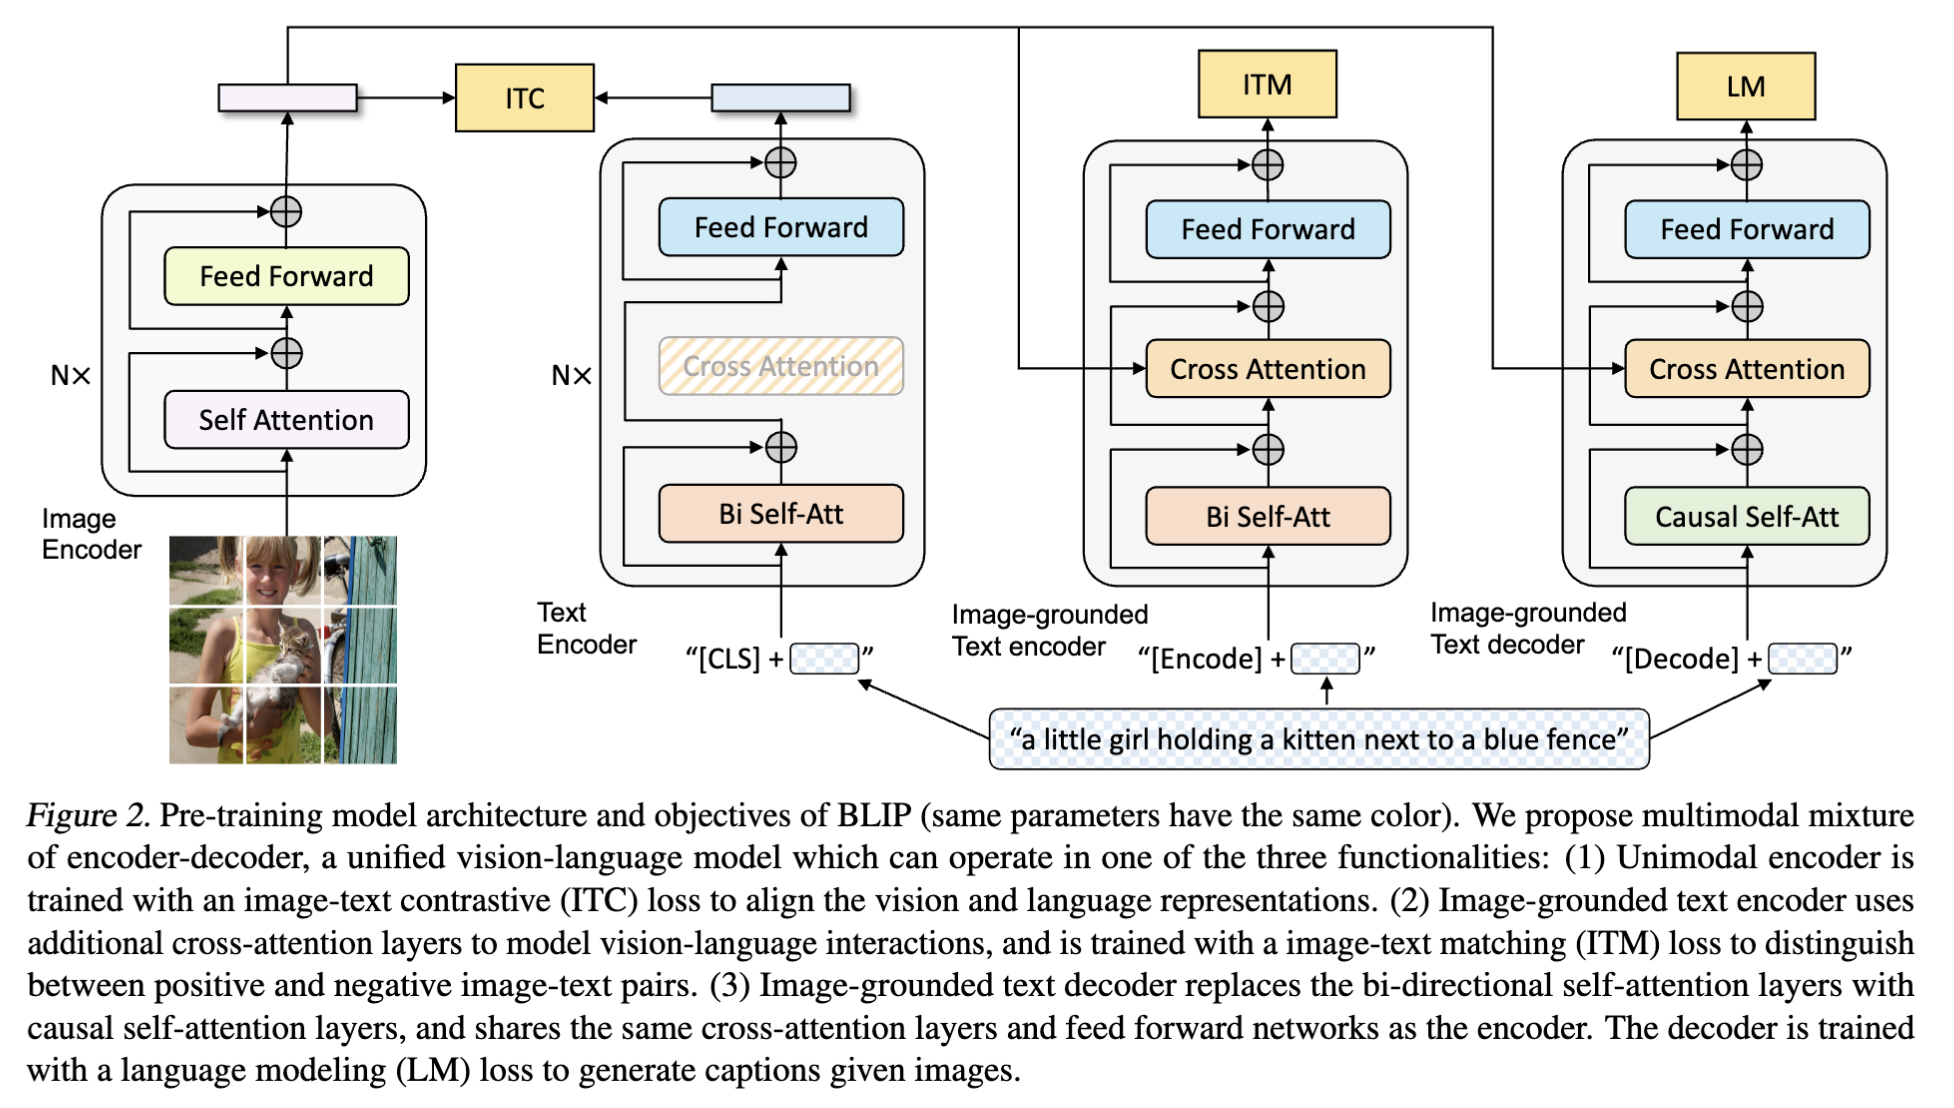 ITC
ITM
LM
Feed Forward
Self Attention
N×
Image
Encoder
Feed Forward
Cross Attention
Bi Self-Att
N×
Text
Encoder
“[CLS] + ”
Feed Forward
Cross Attention
Bi Self-Att
Image-grounded
Text encoder
“[Encode] + ”
Feed Forward
Cross Attention
Causal Self-Att
Image-grounded
Text decoder
“[Decode] + ”
“a little girl holding a kitten next to a blue fence”
Figure 2. Pre-training model architecture and objectives of BLIP (same parameters have the same color). We propose multimodal mixture
of encoder-decoder, a unified vision-language model which can operate in one of the three functionalities: (1) Unimodal encoder is
trained with an image-text contrastive (ITC) loss to align the vision and language representations. (2) Image-grounded text encoder uses
additional cross-attention layers to model vision-language interactions, and is trained with a image-text matching (ITM) loss to distinguish
between positive and negative image-text pairs. (3) Image-grounded text decoder replaces the bi-directional self-attention layers with
causal self-attention layers, and shares the same cross-attention layers and feed forward networks as the encoder. The decoder is trained
with a language modeling (LM) loss to generate captions given images.